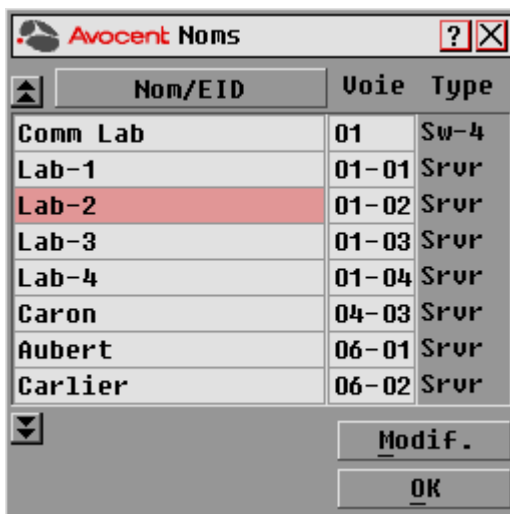 Avocent Noms ? X
Nom/EID Voie Type
Comm Lab 01 Sw-4
Lab-1 01-01 Srvr
Lab-2 01-02 Srvr
Lab-3 01-03 Srvr
Lab-4 01-04 Srvr
Caron 04-03 Srvr
Aubert 06-01 Srvr
Carlier 06-02 Srvr
Modif.
OK